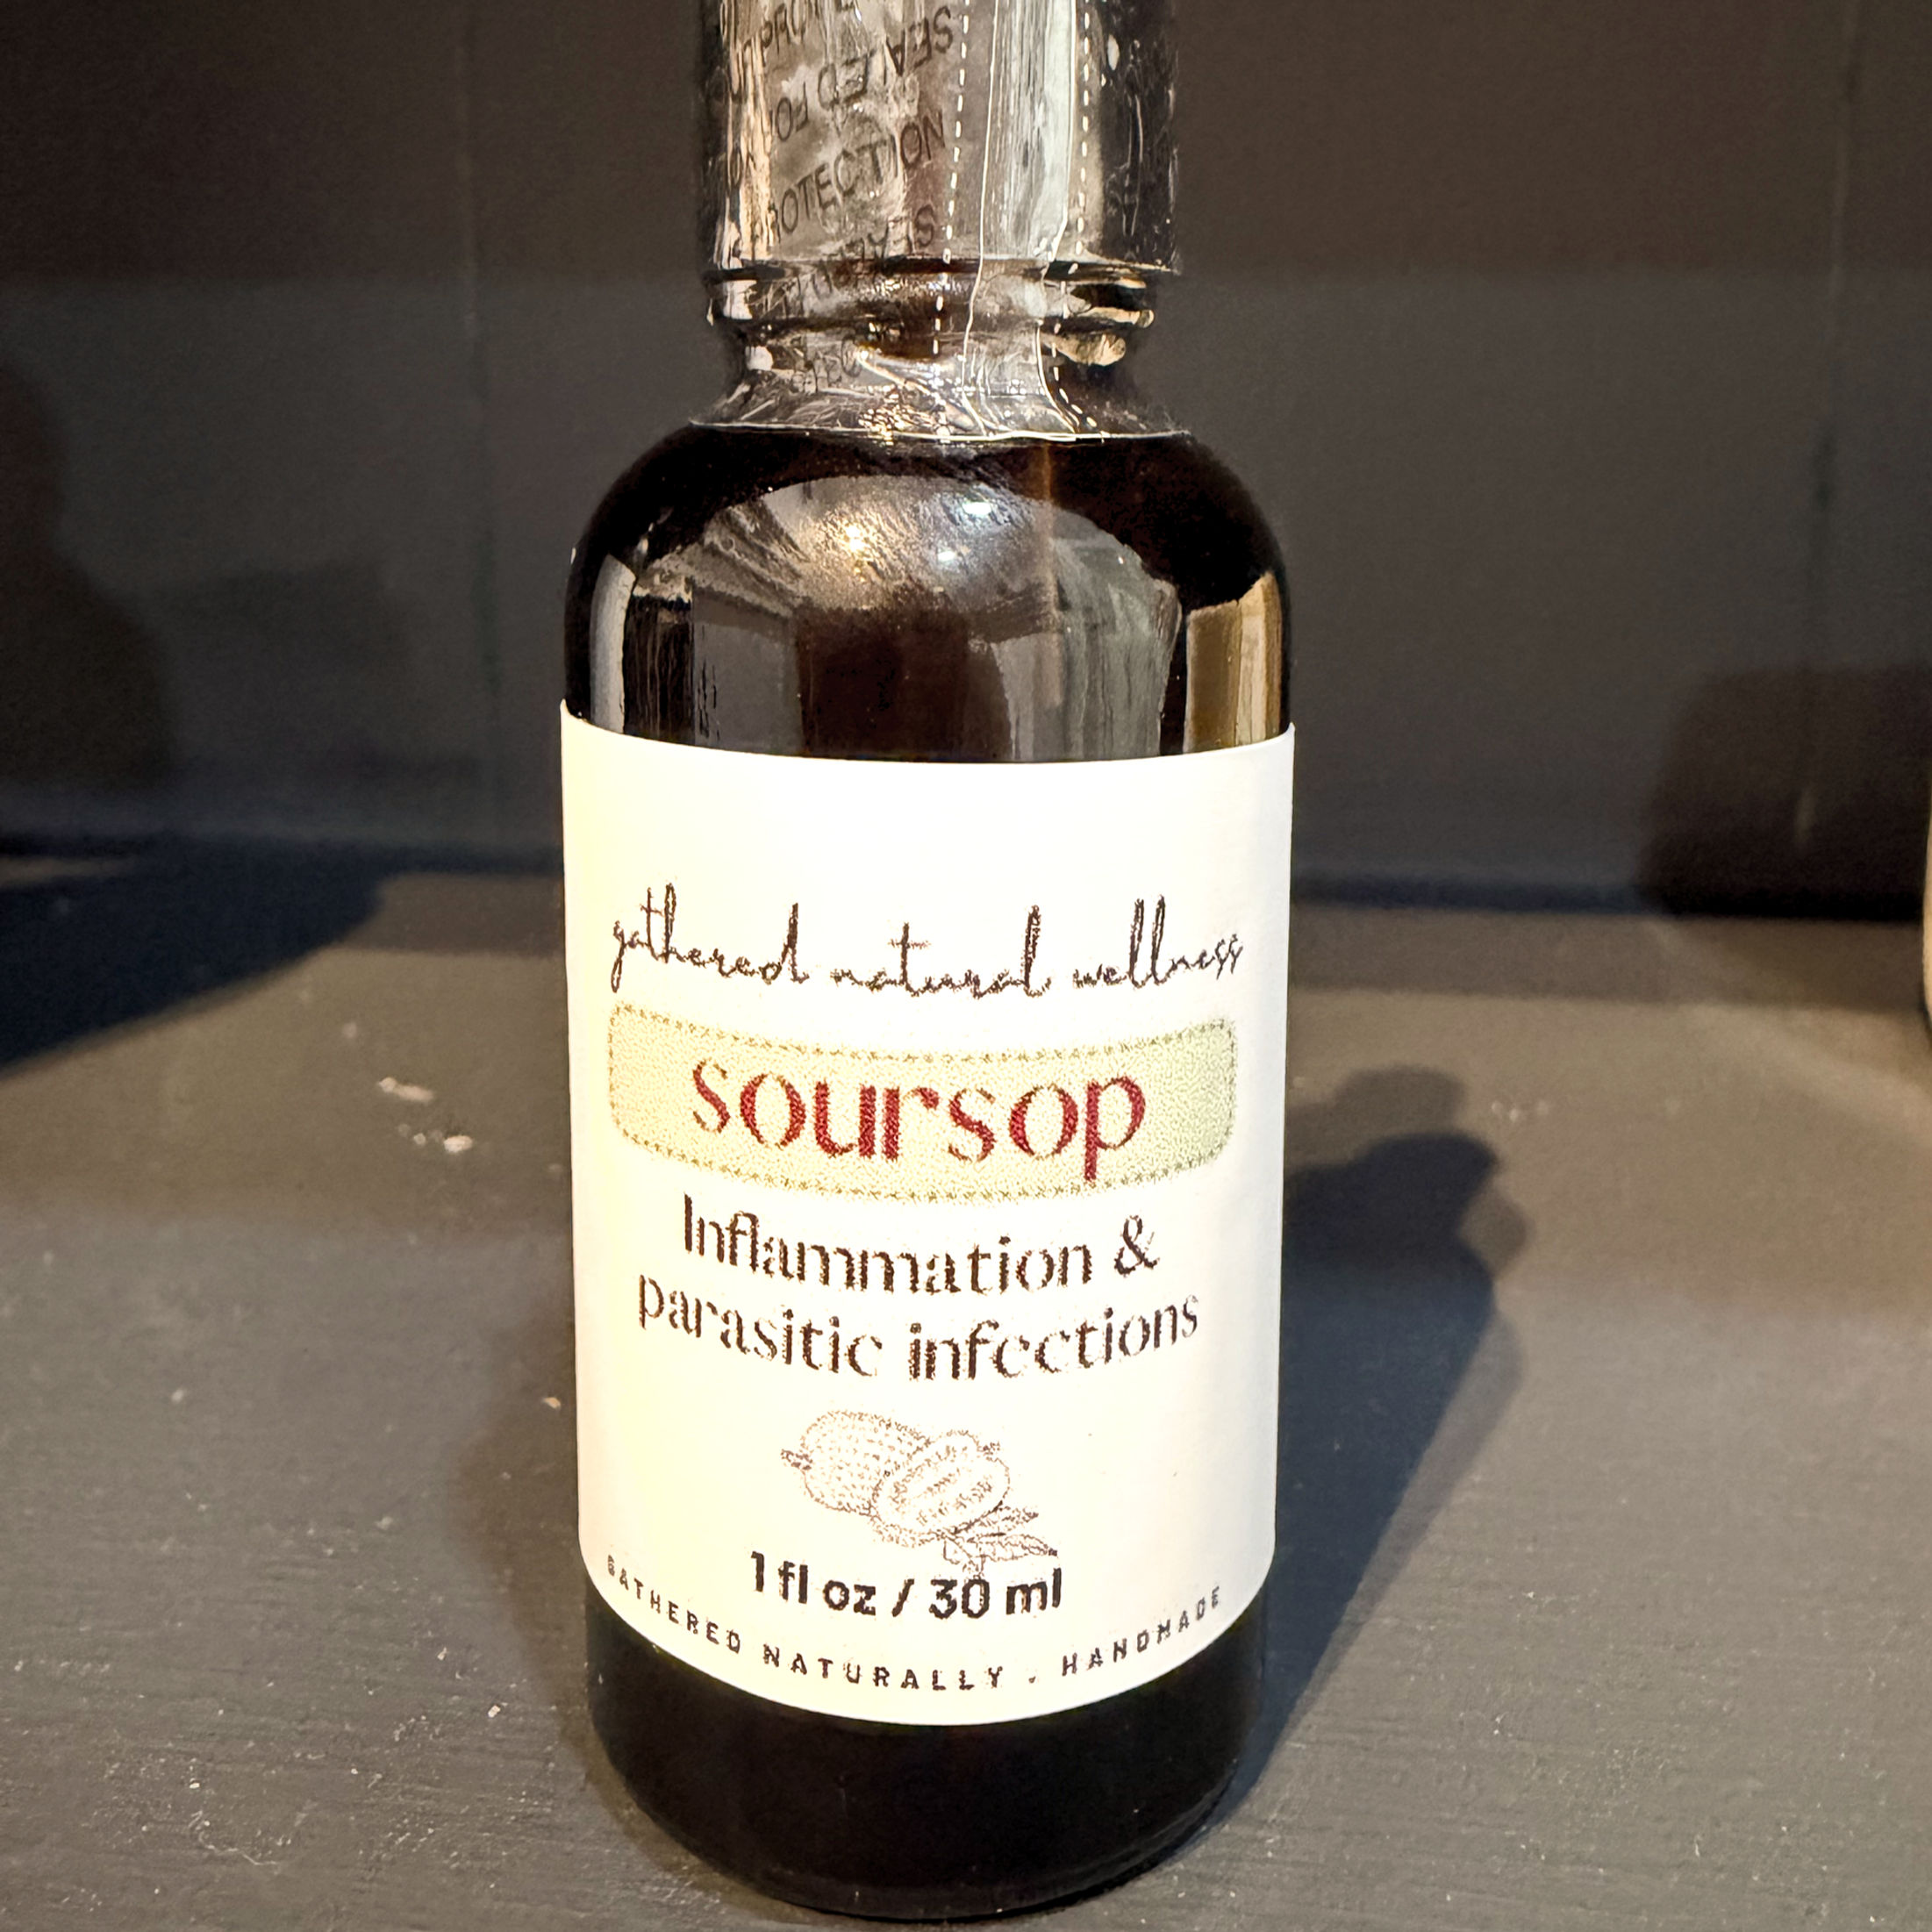 SEALED FOR
PROTECTION
gathered natural wellness
soursop
Inflammation &
parasitic infections
1 fl oz / 30 ml
GATHERED NATURALLY . HANDMADE